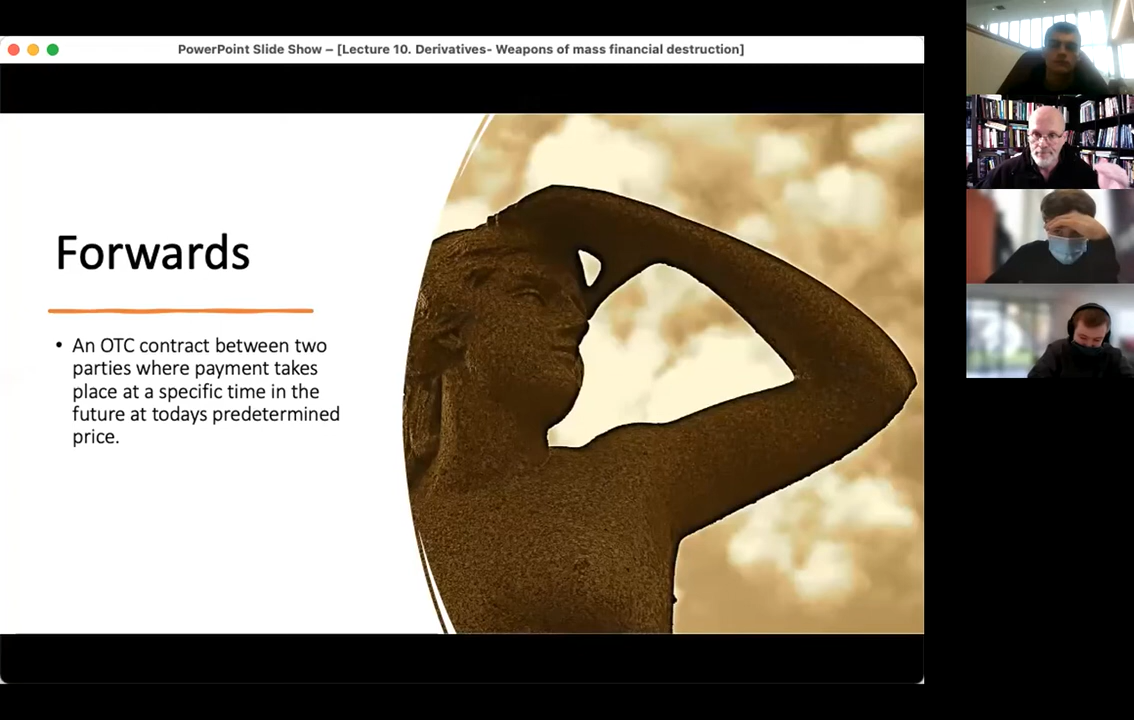 PowerPoint Slide Show – [Lecture 10. Derivatives- Weapons of mass financial destruction]
Forwards
• An OTC contract between two
parties where payment takes
place at a specific time in the
future at todays predetermined
price.